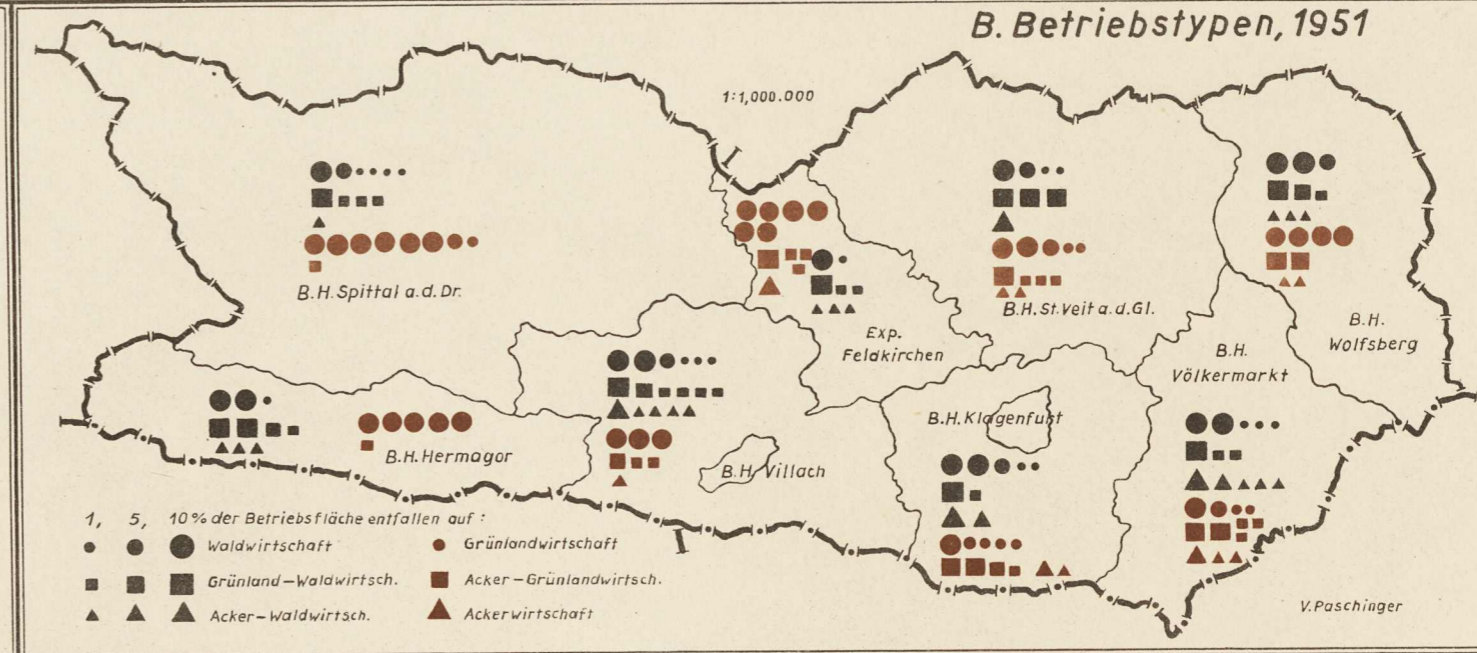 B. Betriebstypen, 1951
1:1,000.000
B.H. Spittal a.d. Dr.
B.H. St. Veit a.d. Gl.
Exp.
Feldkirchen
B.H.
Wolfsberg
B.H.
Völkermarkt
B.H. Klagenfurt
B.H. Hermagor
B.H. Villach
1, 5, 10% der Betriebsfläche entfallen auf:
Waldwirtschaft
Grünlandwirtschaft
Grünland-Waldwirtsch.
Acker-Grünlandwirtsch.
Acker-Waldwirtsch.
Ackerwirtschaft
V. Paschinger